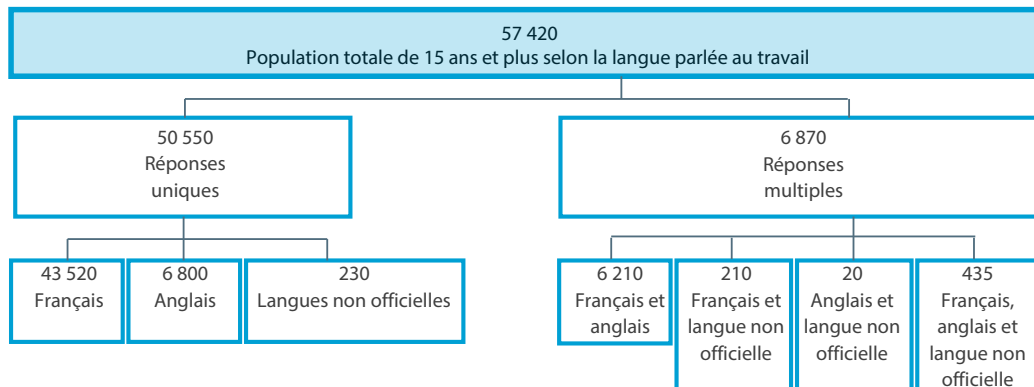 57 420
Population totale de 15 ans et plus selon la langue parlée au travail
50 550
Réponses
uniques
6 870
Réponses
multiples
43 520
Français
6 800
Anglais
230
Langues non officielles
6 210
Français et
anglais
210
Français et
langue non
officielle
20
Anglais et
langue non
officielle
435
Français,
anglais et
langue non
officielle